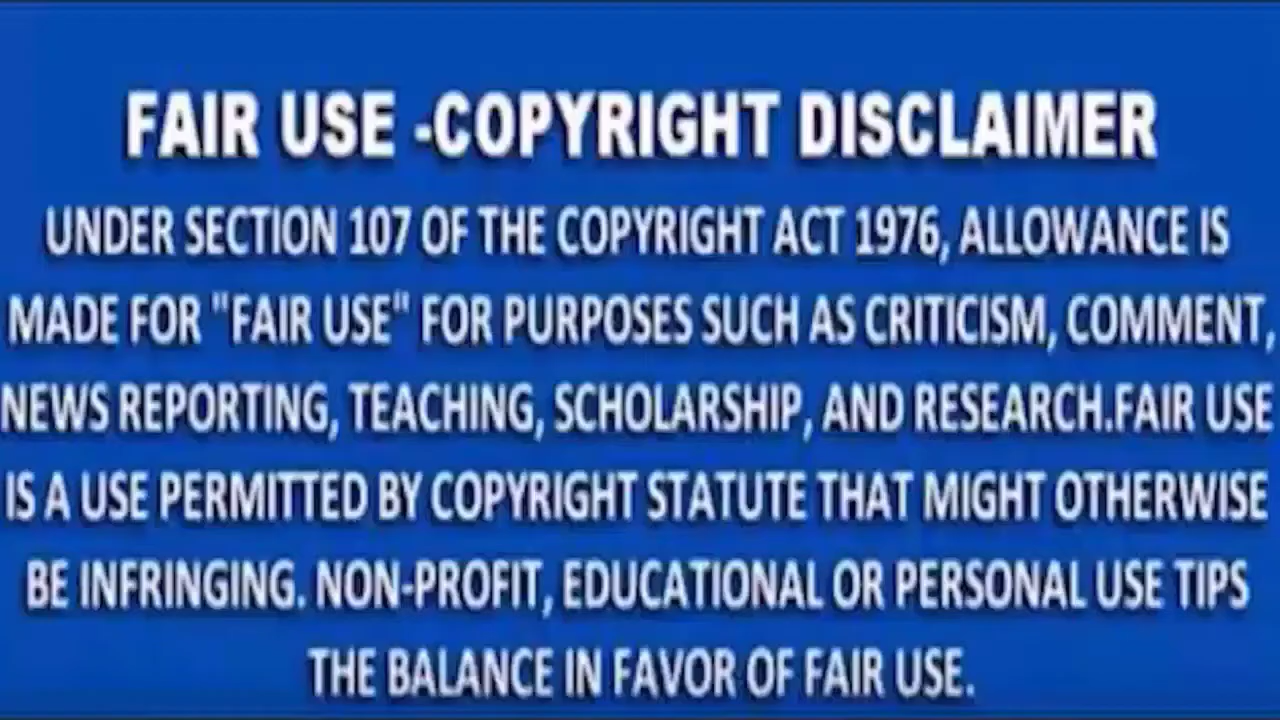 FAIR USE -COPYRIGHT DISCLAIMER
UNDER SECTION 107 OF THE COPYRIGHT ACT 1976, ALLOWANCE IS
MADE FOR "FAIR USE" FOR PURPOSES SUCH AS CRITICISM, COMMENT,
NEWS REPORTING, TEACHING, SCHOLARSHIP, AND RESEARCH.FAIR USE
IS A USE PERMITTED BY COPYRIGHT STATUTE THAT MIGHT OTHERWISE
BE INFRINGING. NON-PROFIT, EDUCATIONAL OR PERSONAL USE TIPS
THE BALANCE IN FAVOR OF FAIR USE.